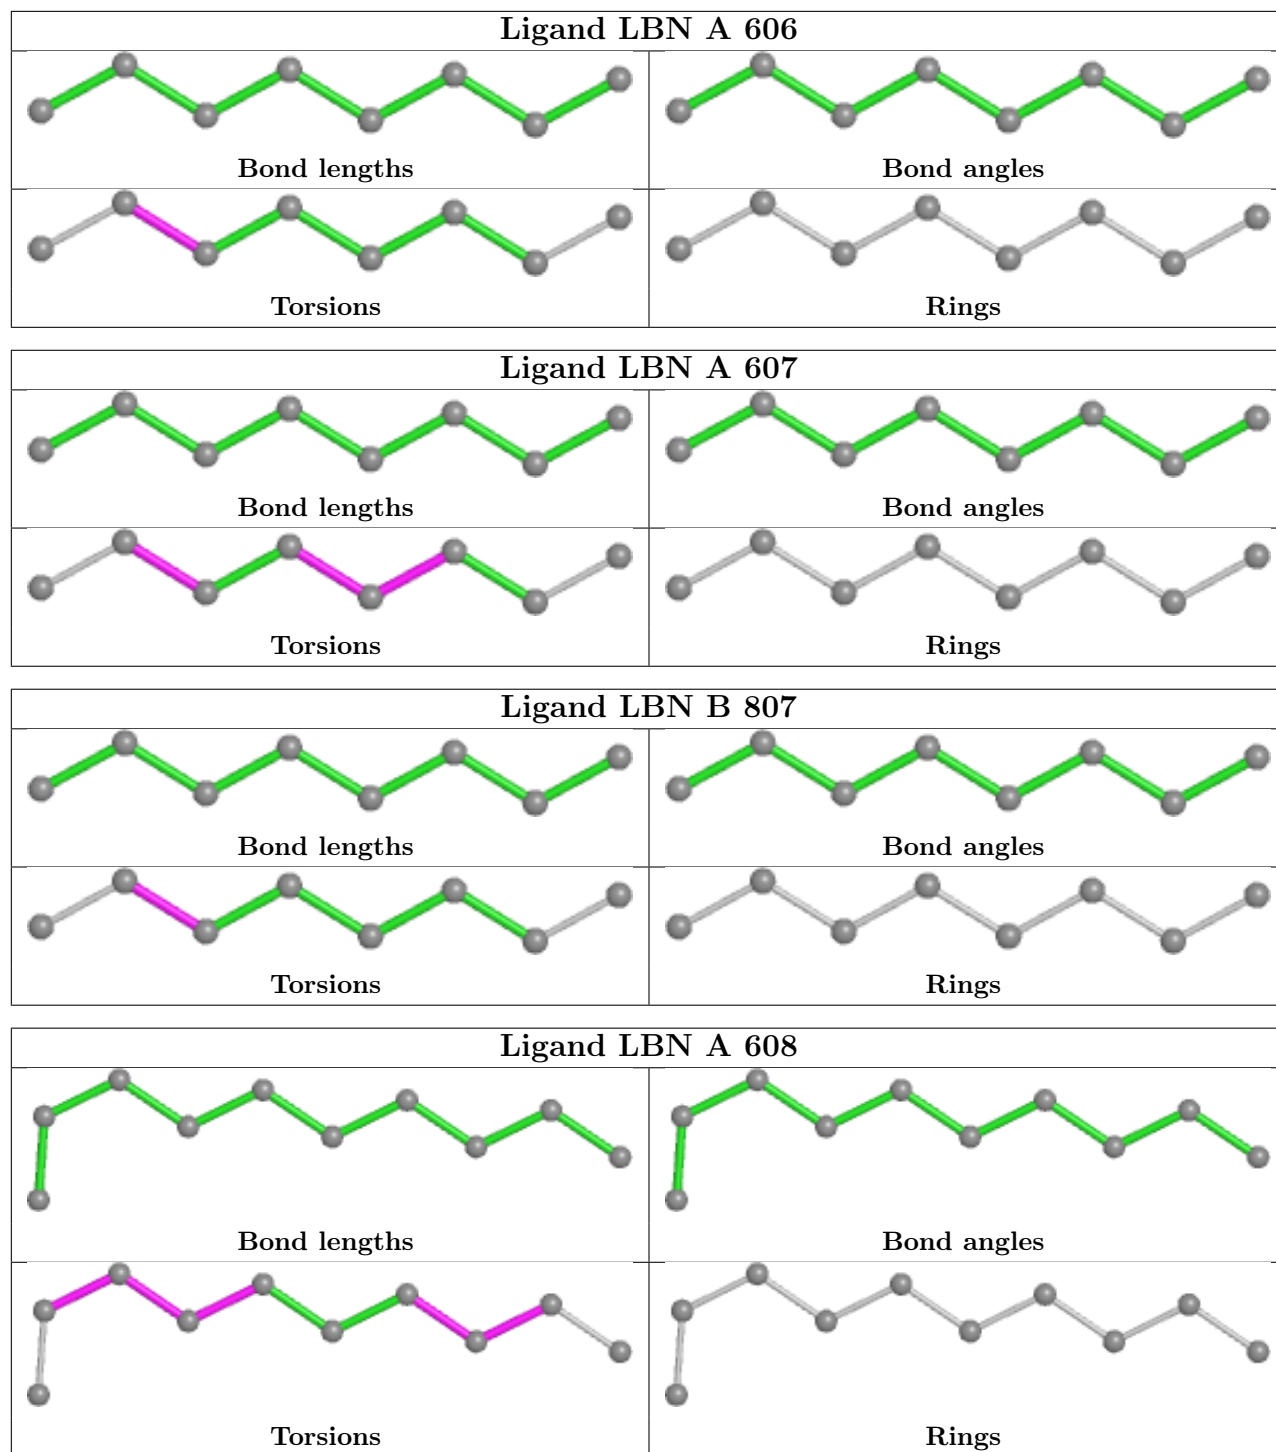 Ligand LBN A 606
Bond lengths
Bond angles
Torsions
Rings
Ligand LBN A 607
Bond lengths
Bond angles
Torsions
Rings
Ligand LBN B 807
Bond lengths
Bond angles
Torsions
Rings
Ligand LBN A 608
Bond lengths
Bond angles
Torsions
Rings